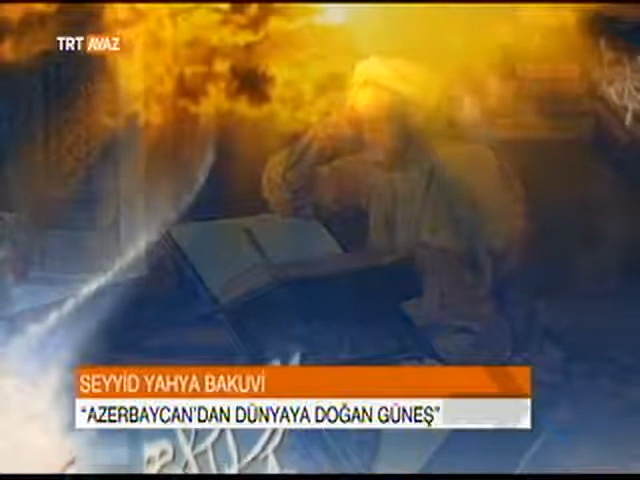 TRT AVAZ
SEYYİD YAHYA BAKUVİ
"AZERBAYCAN'DAN DÜNYAYA DOĞAN GÜNEŞ"